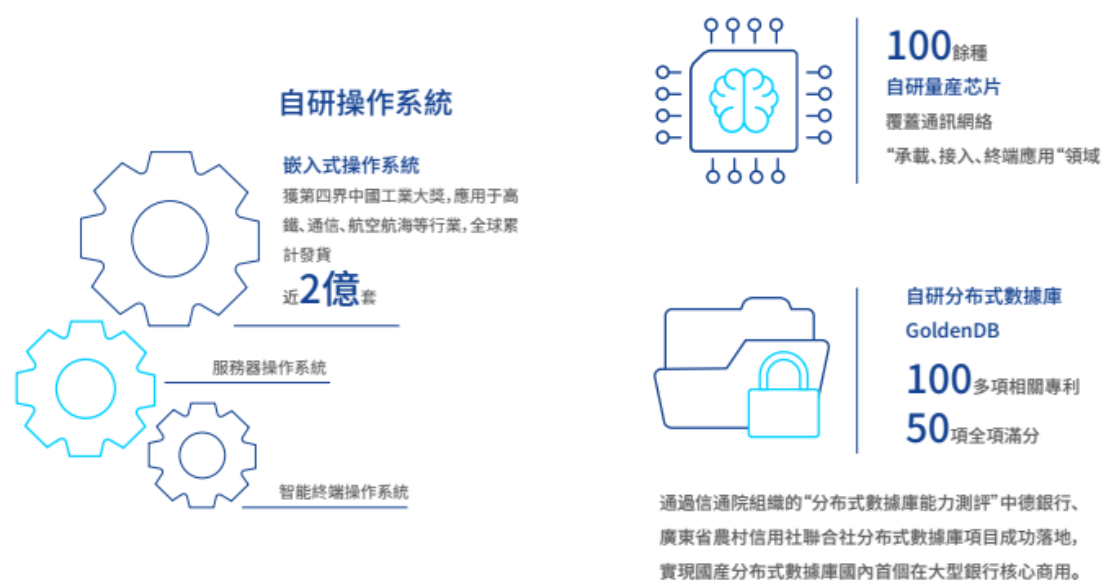 自研操作系統
嵌入式操作系統
獲第四界中國工業大獎,應用于高
鐵、通信、航空航海等行業,全球累
計發貨
近2億套
服務器操作系統
智能終端操作系統
100餘種
自研量産芯片
覆蓋通訊網絡
“承載、接入、終端應用“領域
自研分布式數據庫
GoldenDB
100多項相關專利
50項全項滿分
通過信通院組織的“分布式數據庫能力測評”中德銀行、
廣東省農村信用社聯合社分布式數據庫項目成功落地,
實現國産分布式數據庫國內首個在大型銀行核心商用。